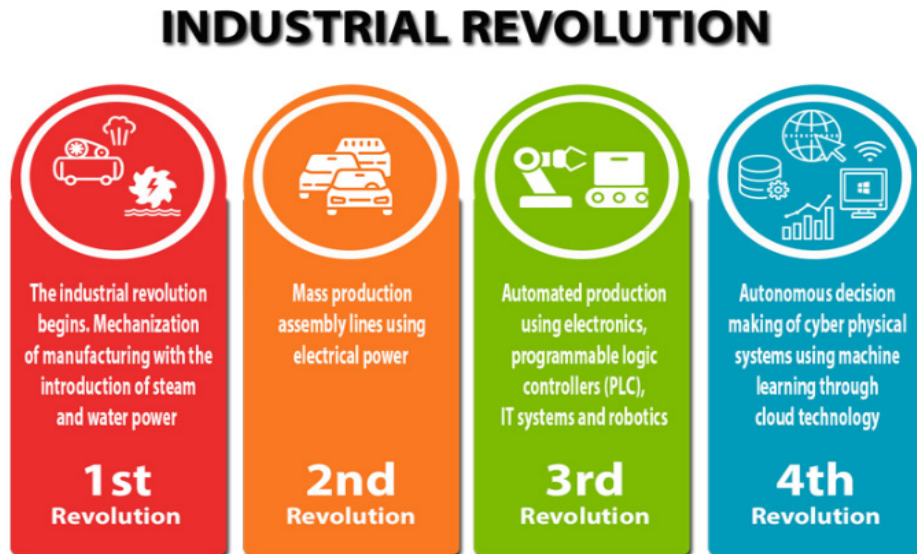 INDUSTRIAL REVOLUTION
The industrial revolution
begins. Mechanization
of manufacturing with the
introduction of steam
and water power
1st
Revolution
Mass production
assembly lines using
electrical power
2nd
Revolution
Automated production
using electronics,
programmable logic
controllers (PLC),
IT systems and robotics
3rd
Revolution
Autonomous decision
making of cyber physical
systems using machine
learning through
cloud technology
4th
Revolution